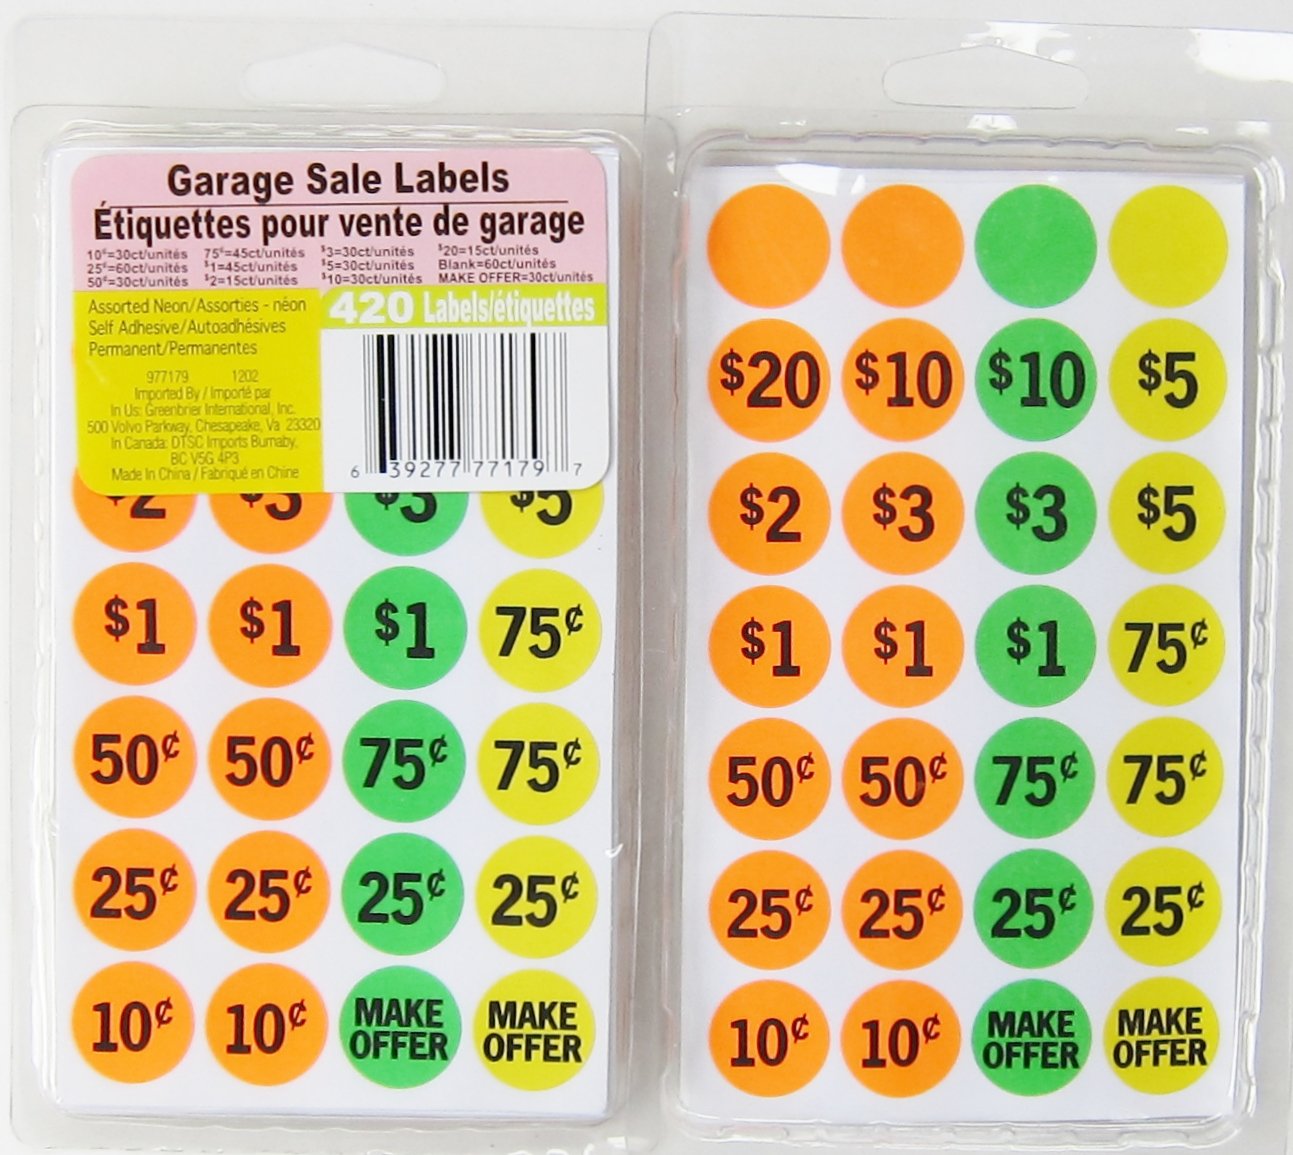 Garage Sale Labels
Étiquettes pour vente de garage
10¢=30ct/unités 75¢=45ct/unités $3=30ct/unités $20=15ct/unités
25¢=60ct/unités $1=45ct/unités $5=30ct/unités Blank=60ct/unités
50¢=30ct/unités $2=15ct/unités $10=30ct/unités MAKE OFFER=30ct/unités
Assorted Neon/Assorties - néon
Self Adhesive/Autoadhésives
Permanent/Permanentes
420 Labels/étiquettes
977179 1202
Imported By / Importé par
In Us: Greenbrier International, Inc.
500 Volvo Parkway, Chesapeake, Va 23320
In Canada: DTSC Imports Burnaby,
BC V5G 4P3
Made In China / Fabriqué en Chine
6 39277 77179 7
$2 $3 $3 $5
$1 $1 $1 75¢
50¢ 50¢ 75¢ 75¢
25¢ 25¢ 25¢ 25¢
10¢ 10¢ MAKE OFFER MAKE OFFER
$20 $10 $10 $5
$2 $3 $3 $5
$1 $1 $1 75¢
50¢ 50¢ 75¢ 75¢
25¢ 25¢ 25¢ 25¢
10¢ 10¢ MAKE OFFER MAKE OFFER